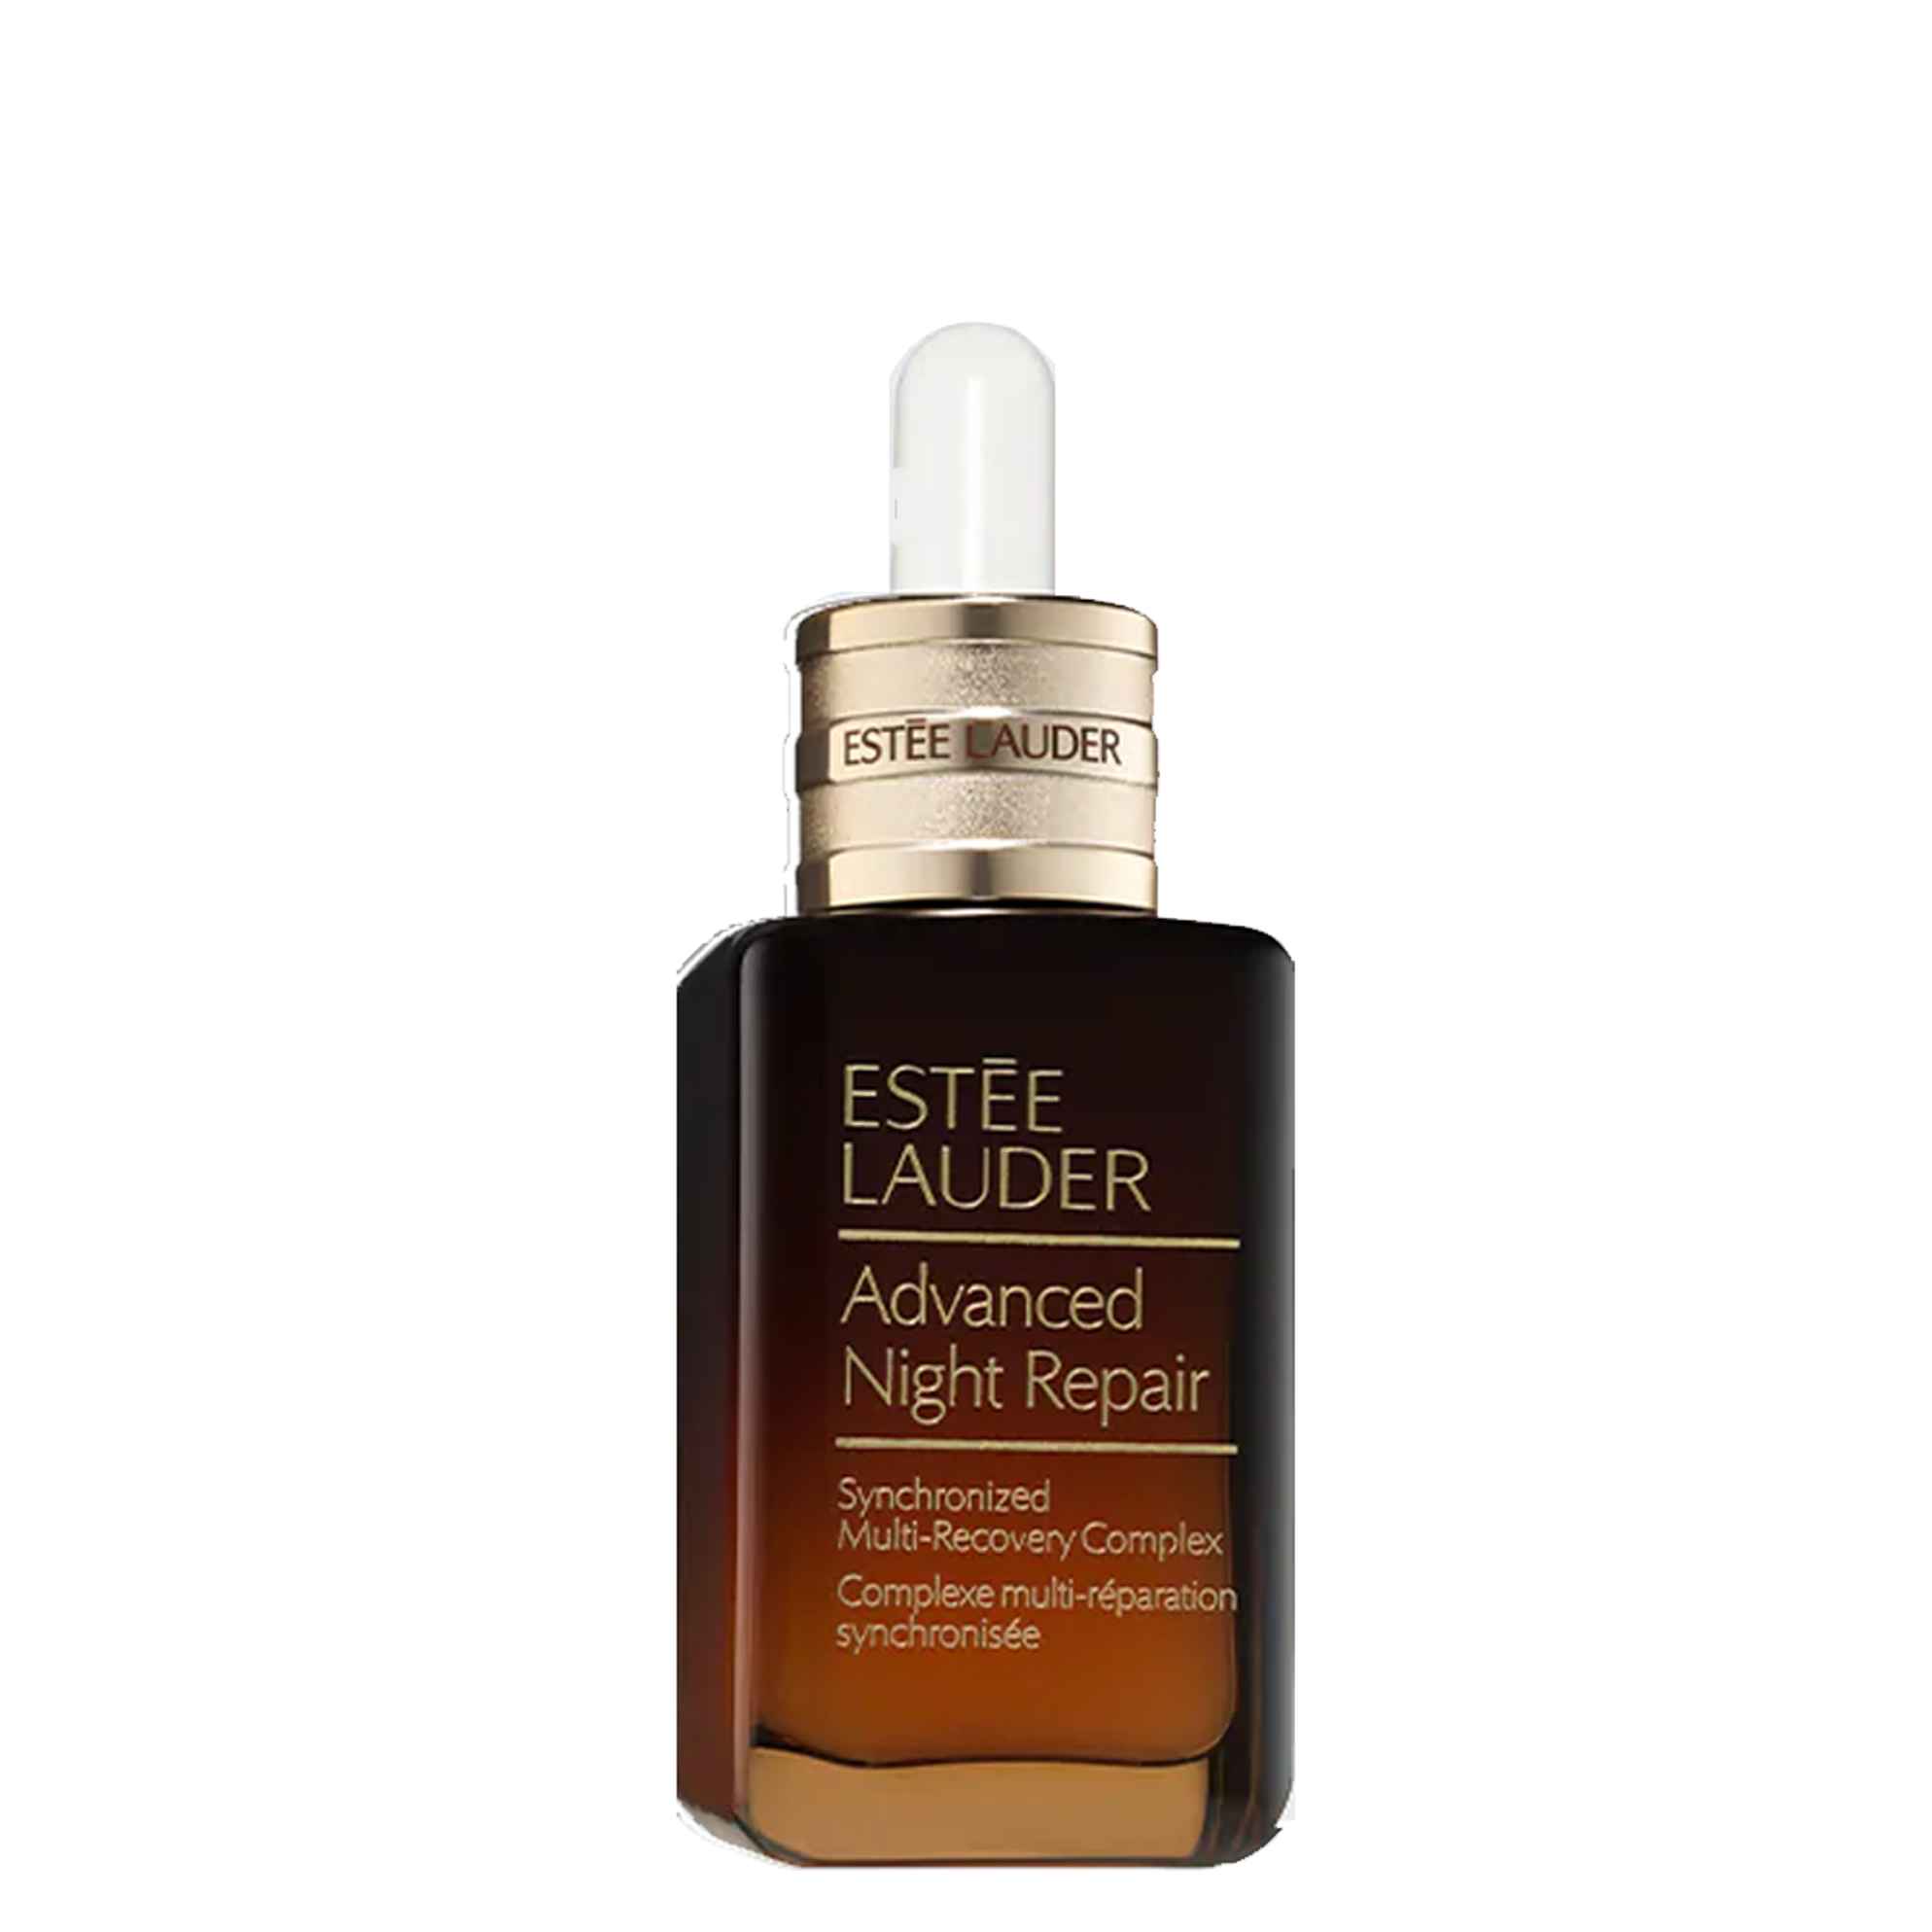 ESTĒE LAUDER
ESTĒE
LAUDER
Advanced
Night Repair
Synchronized
Multi-Recovery Complex
Complexe multi-réparation
synchronisée